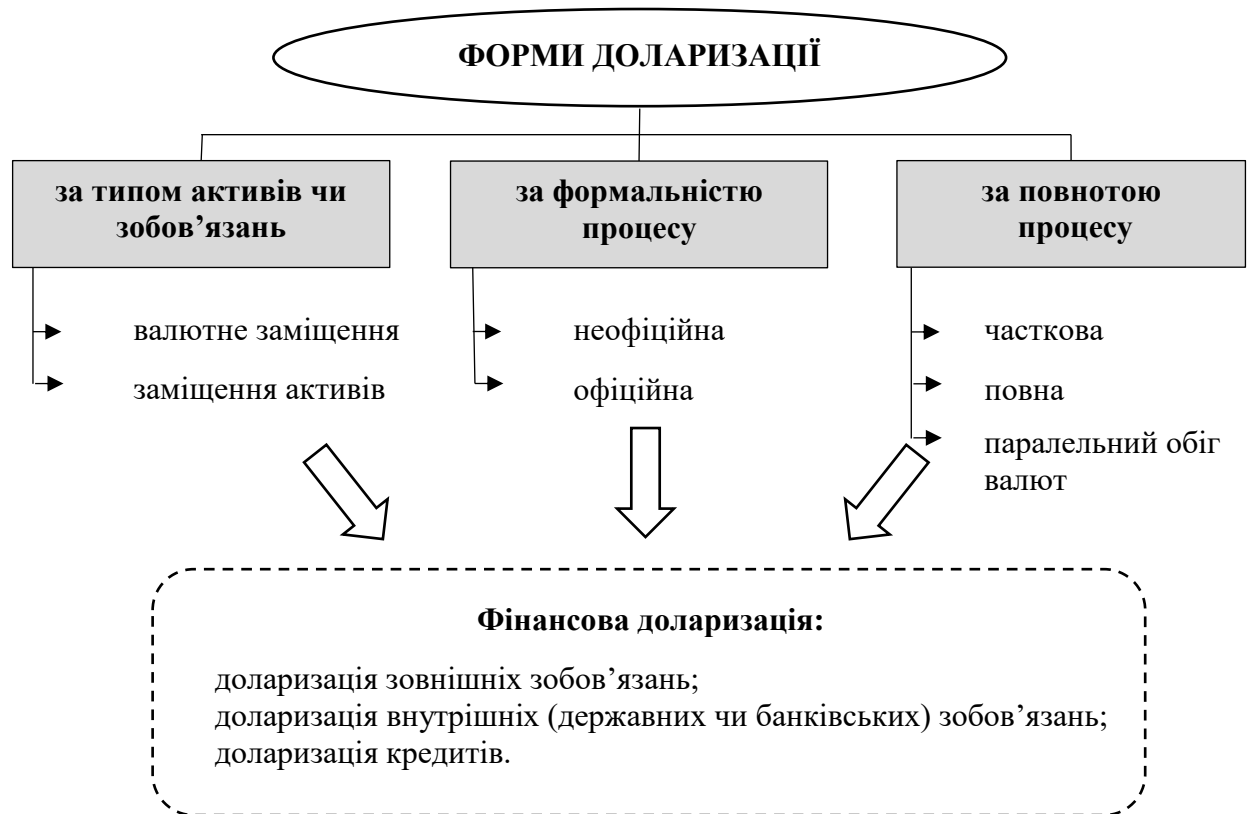 ФОРМИ ДОЛАРИЗАЦІЇ
за типом активів чи
зобов’язань
за формальністю
процесу
за повнотою
процесу
валютне заміщення
заміщення активів
неофіційна
офіційна
часткова
повна
паралельний обіг
валют
Фінансова доларизація:
доларизація зовнішніх зобов’язань;
доларизація внутрішніх (державних чи банківських) зобов’язань;
доларизація кредитів.